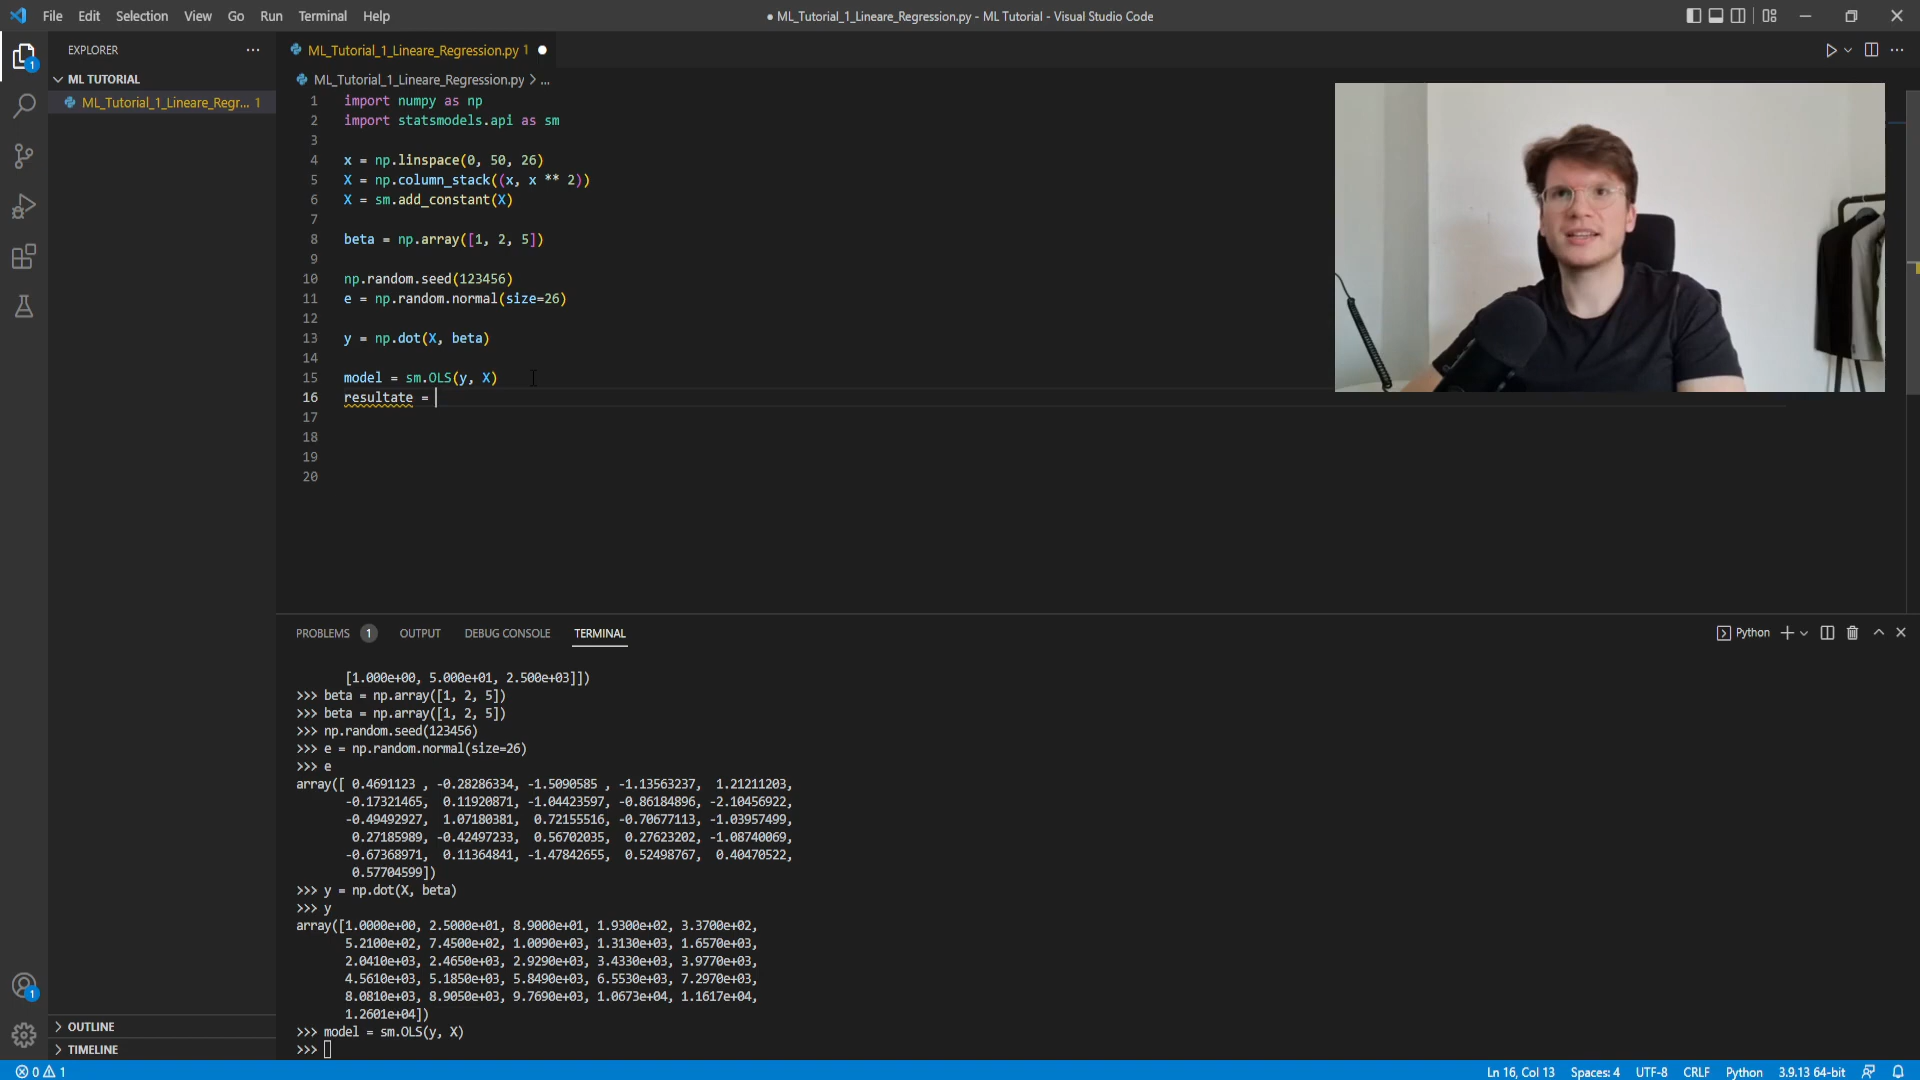 File Edit Selection View Go Run Terminal Help
● ML_Tutorial_1_Lineare_Regression.py - ML Tutorial - Visual Studio Code
EXPLORER
ML TUTORIAL
ML_Tutorial_1_Lineare_Regr... 1
ML_Tutorial_1_Lineare_Regression.py 1
ML_Tutorial_1_Lineare_Regression.py > ...
1 import numpy as np
2 import statsmodels.api as sm
3
4 x = np.linspace(0, 50, 26)
5 X = np.column_stack((x, x ** 2))
6 X = sm.add_constant(X)
7
8 beta = np.array([1, 2, 5])
9
10 np.random.seed(123456)
11 e = np.random.normal(size=26)
12
13 y = np.dot(X, beta)
14
15 model = sm.OLS(y, X)
16 resultate =
17
18
19
20
PROBLEMS 1 OUTPUT DEBUG CONSOLE TERMINAL
Python
[1.000e+00, 5.000e+01, 2.500e+03]])
>>> beta = np.array([1, 2, 5])
>>> beta = np.array([1, 2, 5])
>>> np.random.seed(123456)
>>> e = np.random.normal(size=26)
>>> e
array([ 0.4691123 , -0.28286334, -1.5090585 , -1.13563237, 1.21211203,
-0.17321465, 0.11920871, -1.04423597, -0.86184896, -2.10456922,
-0.49492927, 1.07180381, 0.72155516, -0.70677113, -1.03957499,
0.27185989, -0.42497233, 0.56702035, 0.27623202, -1.08740069,
-0.67368971, 0.11364841, -1.47842655, 0.52498767, 0.40470522,
0.57704599])
>>> y = np.dot(X, beta)
>>> y
array([1.0000e+00, 2.5000e+01, 8.9000e+01, 1.9300e+02, 3.3700e+02,
5.2100e+02, 7.4500e+02, 1.0090e+03, 1.3130e+03, 1.6570e+03,
2.0410e+03, 2.4650e+03, 2.9290e+03, 3.4330e+03, 3.9770e+03,
4.5610e+03, 5.1850e+03, 5.8490e+03, 6.5530e+03, 7.2970e+03,
8.0810e+03, 8.9050e+03, 9.7690e+03, 1.0673e+04, 1.1617e+04,
1.2601e+04])
>>> model = sm.OLS(y, X)
>>>
1
1
OUTLINE
TIMELINE
0 1
Ln 16, Col 13 Spaces: 4 UTF-8 CRLF Python 3.9.13 64-bit